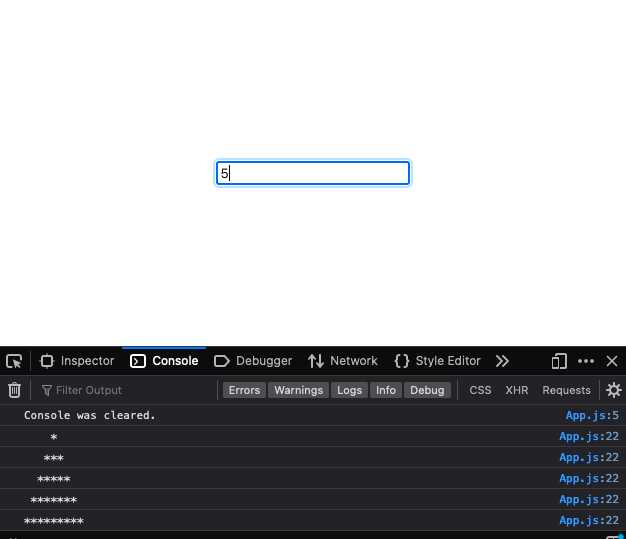 5
Inspector Console Debugger Network Style Editor
Filter Output Errors Warnings Logs Info Debug CSS XHR Requests
Console was cleared. App.js:5
* App.js:22
*** App.js:22
***** App.js:22
******* App.js:22
********* App.js:22